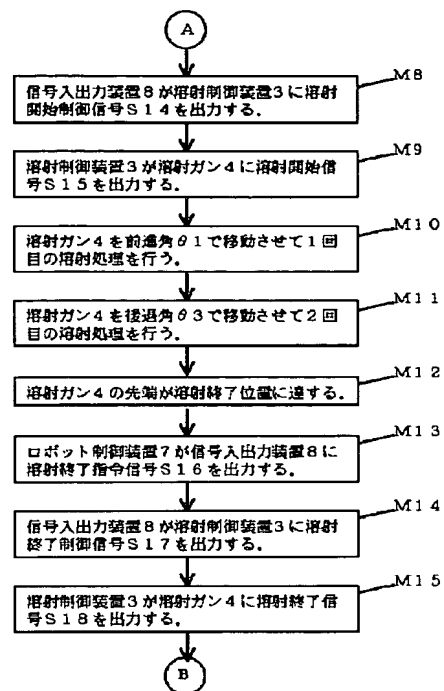 A
M8
信号入出力装置8が溶射制御装置3に溶射
開始制御信号S14を出力する。
M9
溶射制御装置3が溶射ガン4に溶射開始信
号S15を出力する。
M10
溶射ガン4を前進角θ1で移動させて1回
目の溶射処理を行う。
M11
溶射ガン4を後退角θ3で移動させて2回
目の溶射処理を行う。
M12
溶射ガン4の先端が溶射終了位置に達する。
M13
ロボット制御装置7が信号入出力装置8に
溶射終了指令信号S16を出力する。
M14
信号入出力装置8が溶射制御装置3に溶射
終了制御信号S17を出力する。
M15
溶射制御装置3が溶射ガン4に溶射終了信
号S18を出力する。
B